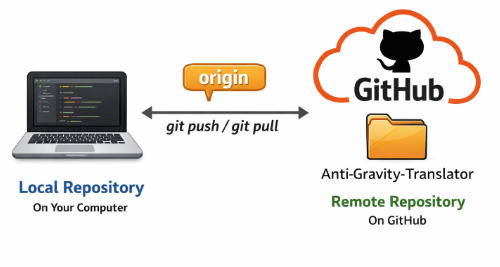 origin
git push / git pull
GitHub
Anti-Gravity-Translator
Local Repository
On Your Computer
Remote Repository
On GitHub